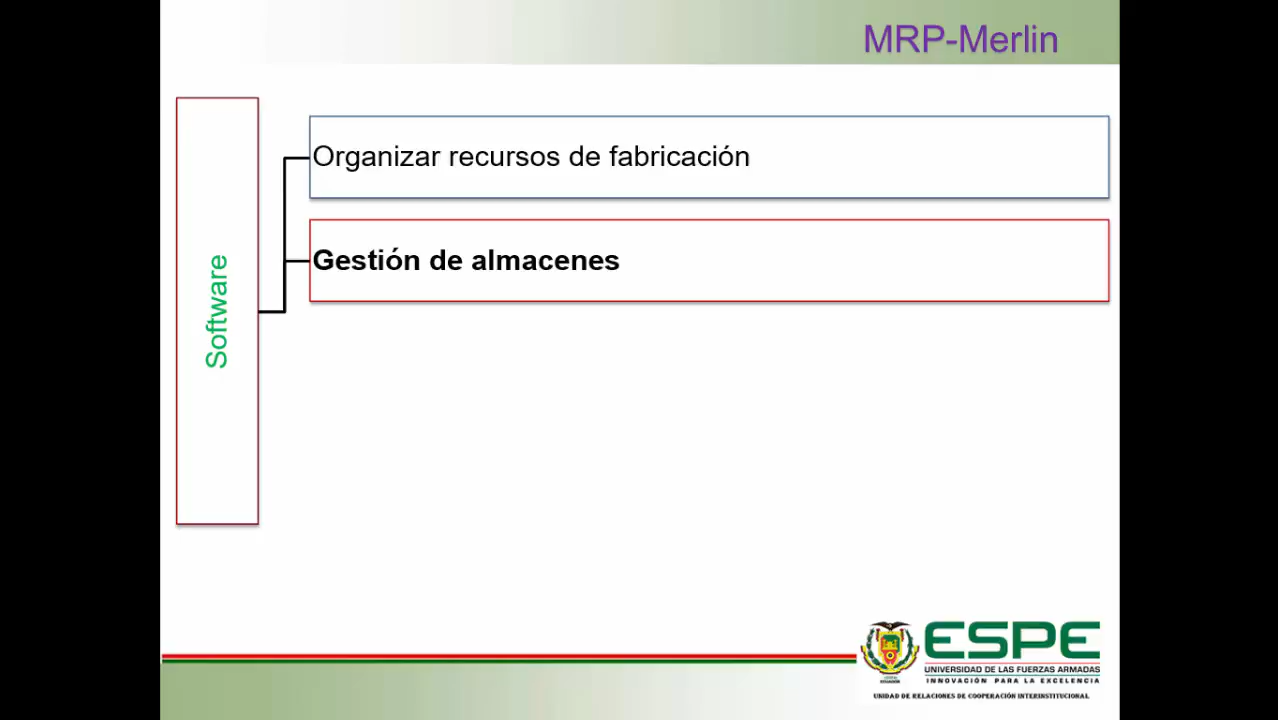 MRP-Merlin
Organizar recursos de fabricación
Gestión de almacenes
Software
ESPE
UNIVERSIDAD DE LAS FUERZAS ARMADAS
INNOVACIÓN PARA LA EXCELENCIA
UNIDAD DE RELACIONES DE COOPERACIÓN INTERINSTITUCIONAL